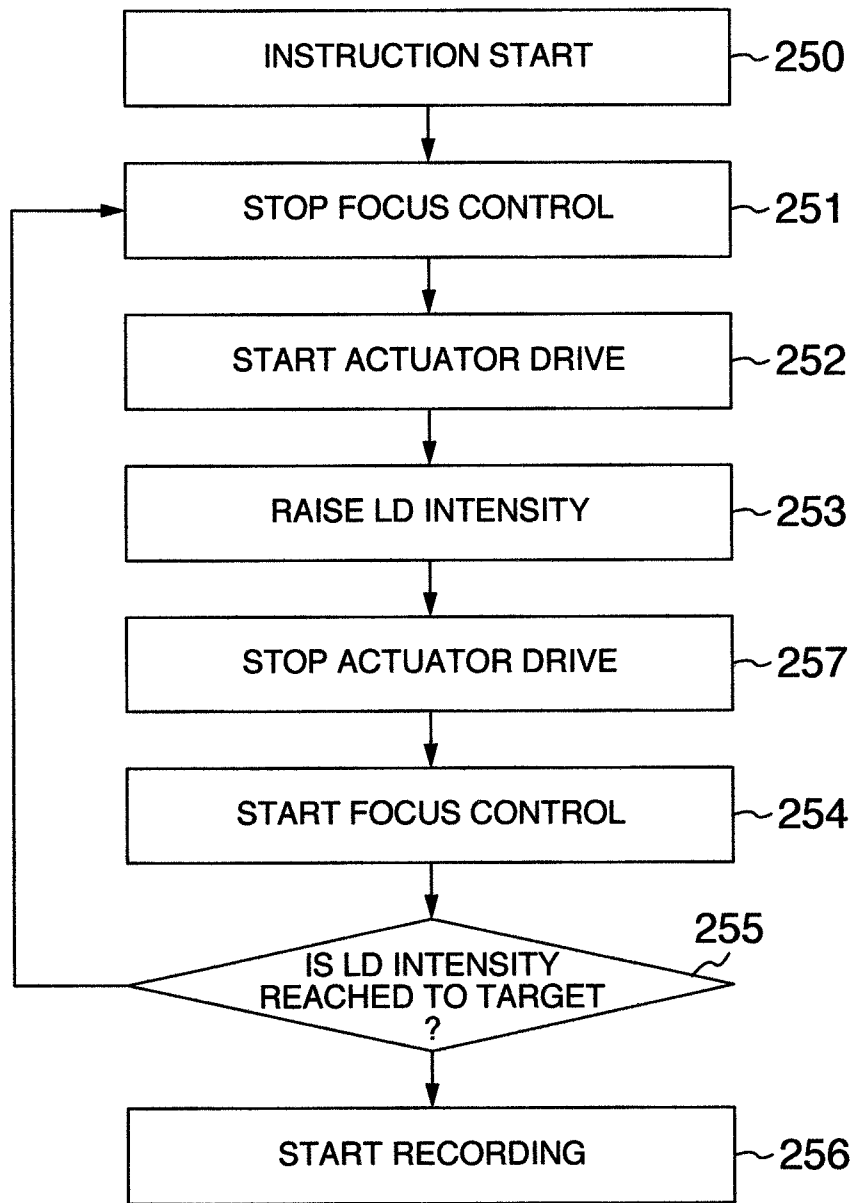 INSTRUCTION START 250
STOP FOCUS CONTROL 251
START ACTUATOR DRIVE 252
RAISE LD INTENSITY 253
STOP ACTUATOR DRIVE 257
START FOCUS CONTROL 254
255
IS LD INTENSITY
REACHED TO TARGET
?
START RECORDING 256